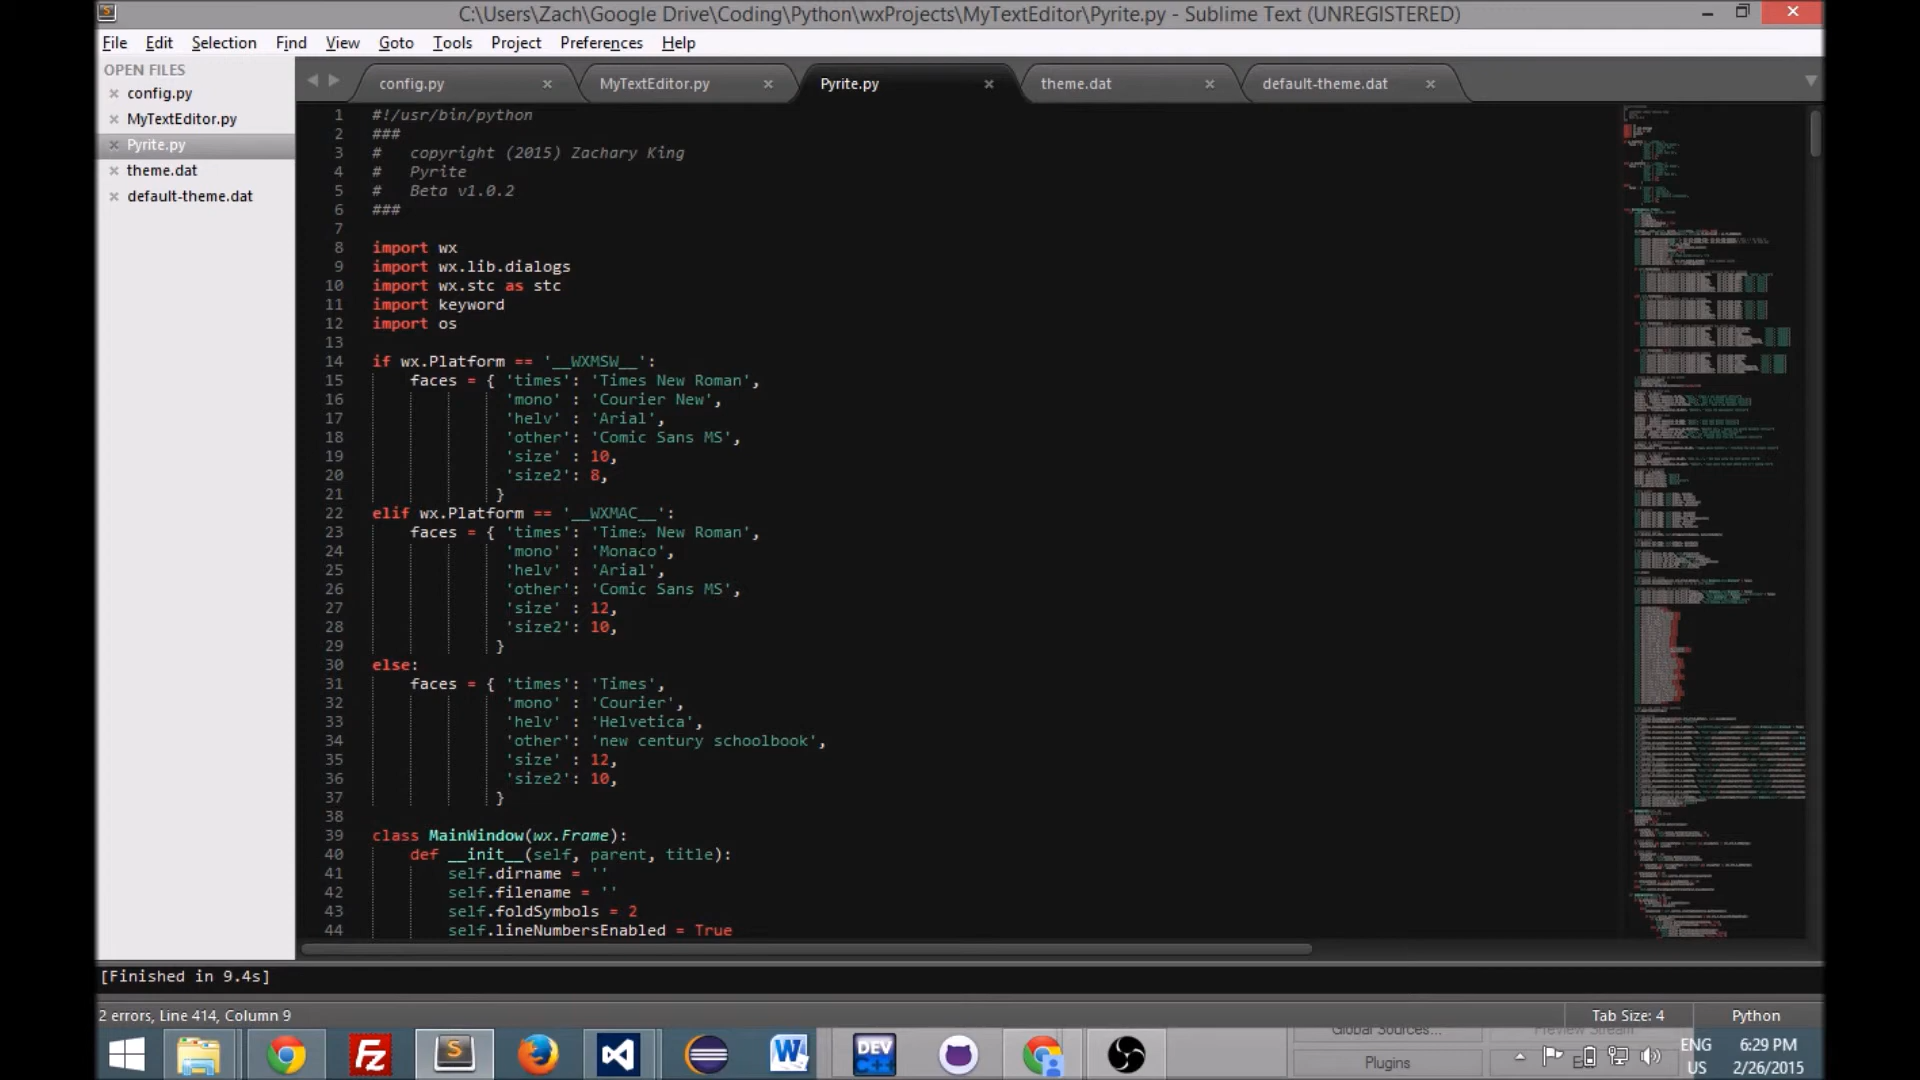 C:\Users\Zach\Google Drive\Coding\Python\wxProjects\MyTextEditor\Pyrite.py - Sublime Text (UNREGISTERED)
File Edit Selection Find View Goto Tools Project Preferences Help
OPEN FILES
config.py
MyTextEditor.py
Pyrite.py
theme.dat
default-theme.dat
config.py MyTextEditor.py Pyrite.py theme.dat default-theme.dat
1 #!/usr/bin/python
2 ###
3 #   copyright (2015) Zachary King
4 #   Pyrite
5 #   Beta v1.0.2
6 ###
7
8 import wx
9 import wx.lib.dialogs
10 import wx.stc as stc
11 import keyword
12 import os
13
14 if wx.Platform == '__WXMSW__':
15     faces = { 'times': 'Times New Roman',
16               'mono' : 'Courier New',
17               'helv' : 'Arial',
18               'other': 'Comic Sans MS',
19               'size' : 10,
20               'size2': 8,
21              }
22 elif wx.Platform == '__WXMAC__':
23     faces = { 'times': 'Times New Roman',
24               'mono' : 'Monaco',
25               'helv' : 'Arial',
26               'other': 'Comic Sans MS',
27               'size' : 12,
28               'size2': 10,
29              }
30 else:
31     faces = { 'times': 'Times',
32               'mono' : 'Courier',
33               'helv' : 'Helvetica',
34               'other': 'new century schoolbook',
35               'size' : 12,
36               'size2': 10,
37              }
38
39 class MainWindow(wx.Frame):
40     def __init__(self, parent, title):
41         self.dirname = ''
42         self.filename = ''
43         self.foldSymbols = 2
44         self.lineNumbersEnabled = True
[Finished in 9.4s]
2 errors, Line 414, Column 9 Tab Size: 4 Python
Global Sources... Preview Stream
Plugins
ENG 6:29 PM
US 2/26/2015
DEV C++